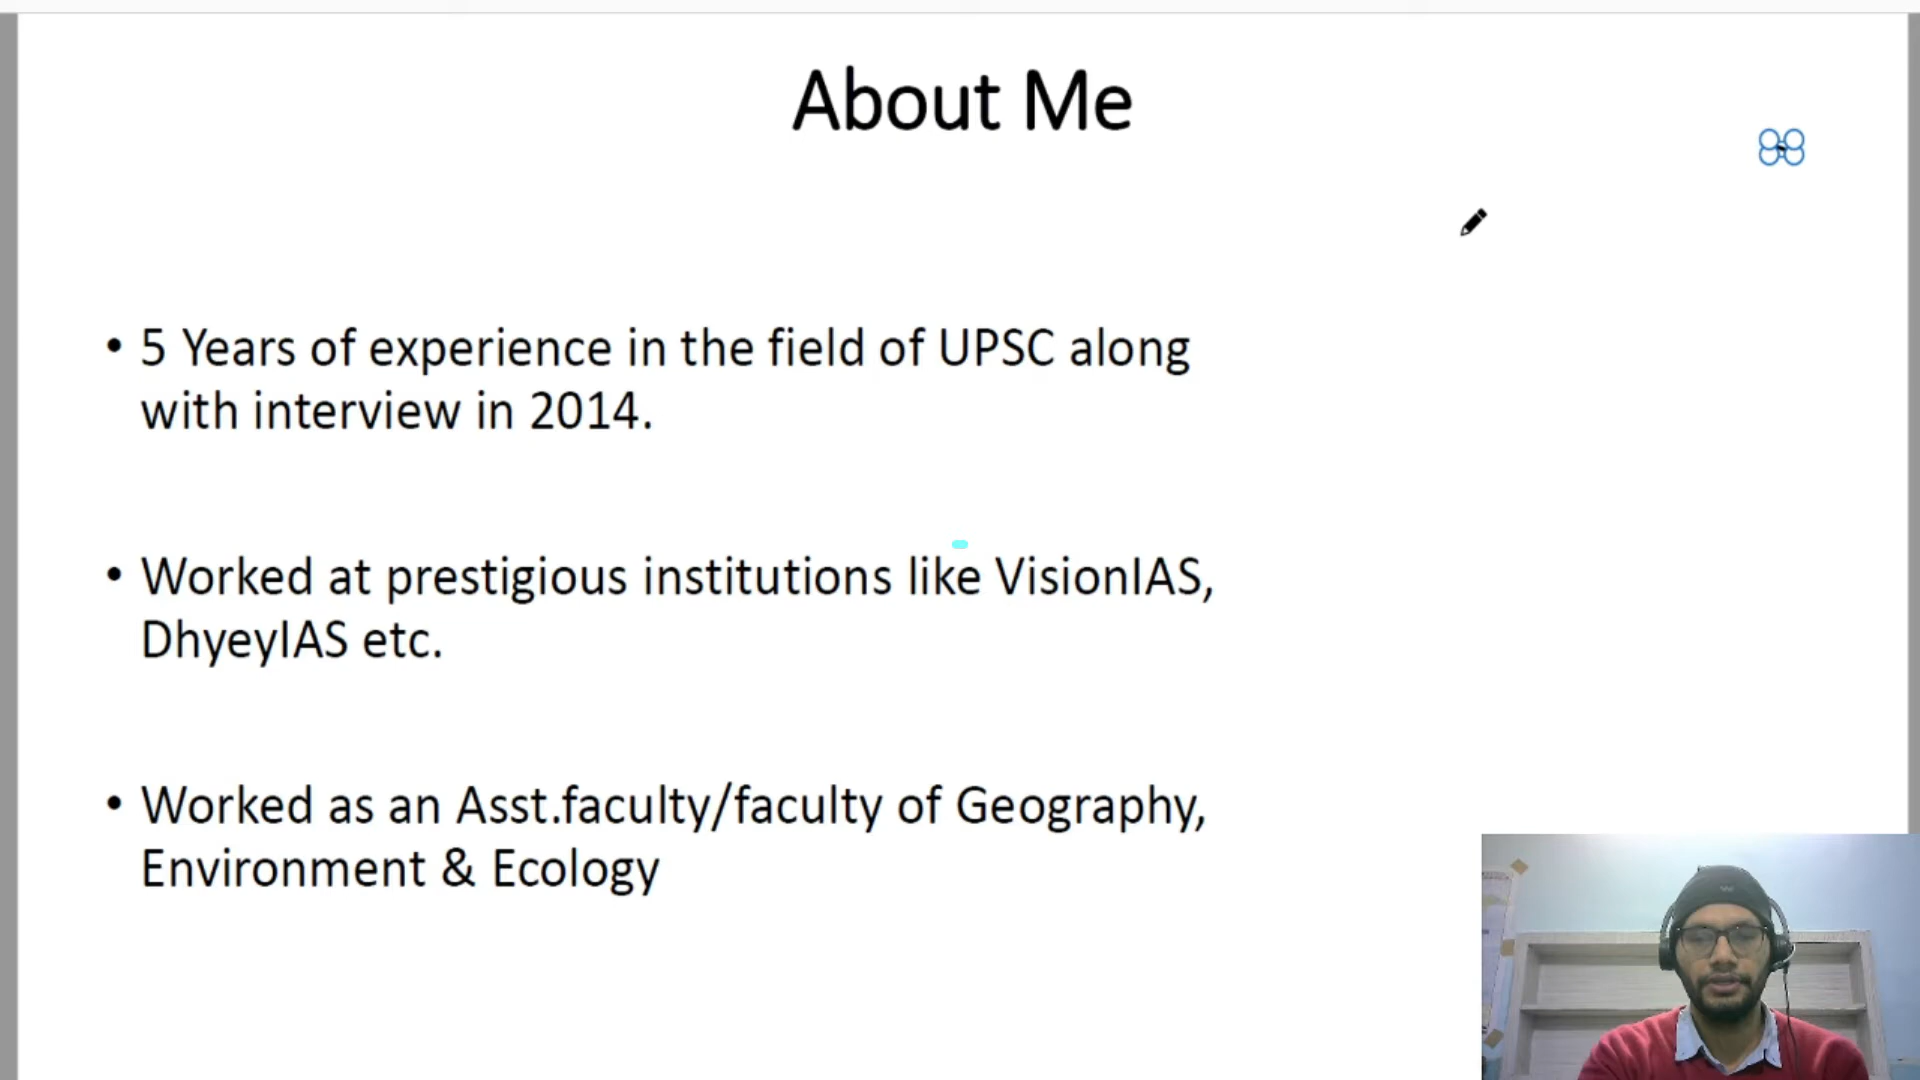 About Me
• 5 Years of experience in the field of UPSC along
with interview in 2014.
• Worked at prestigious institutions like VisionIAS,
DhyeyIAS etc.
• Worked as an Asst.faculty/faculty of Geography,
Environment & Ecology